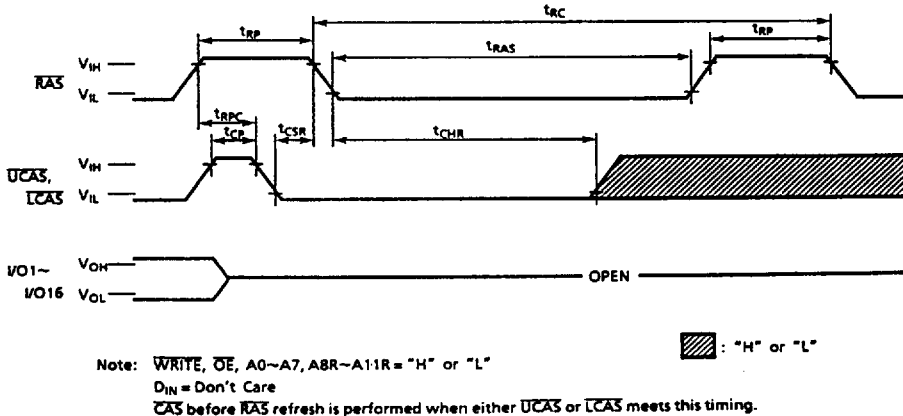 tRC
tRP
tRAS
tRP
RAS
VIH
VIL
tRPC
tCP
tCSR
tCHR
UCAS,
LCAS
VIH
VIL
I/O1~
I/O16
VOH
VOL
OPEN
: "H" or "L"
Note: WRITE, OE, A0~A7, A8R~A11R = "H" or "L"
DIN = Don't Care
CAS before RAS refresh is performed when either UCAS or LCAS meets this timing.